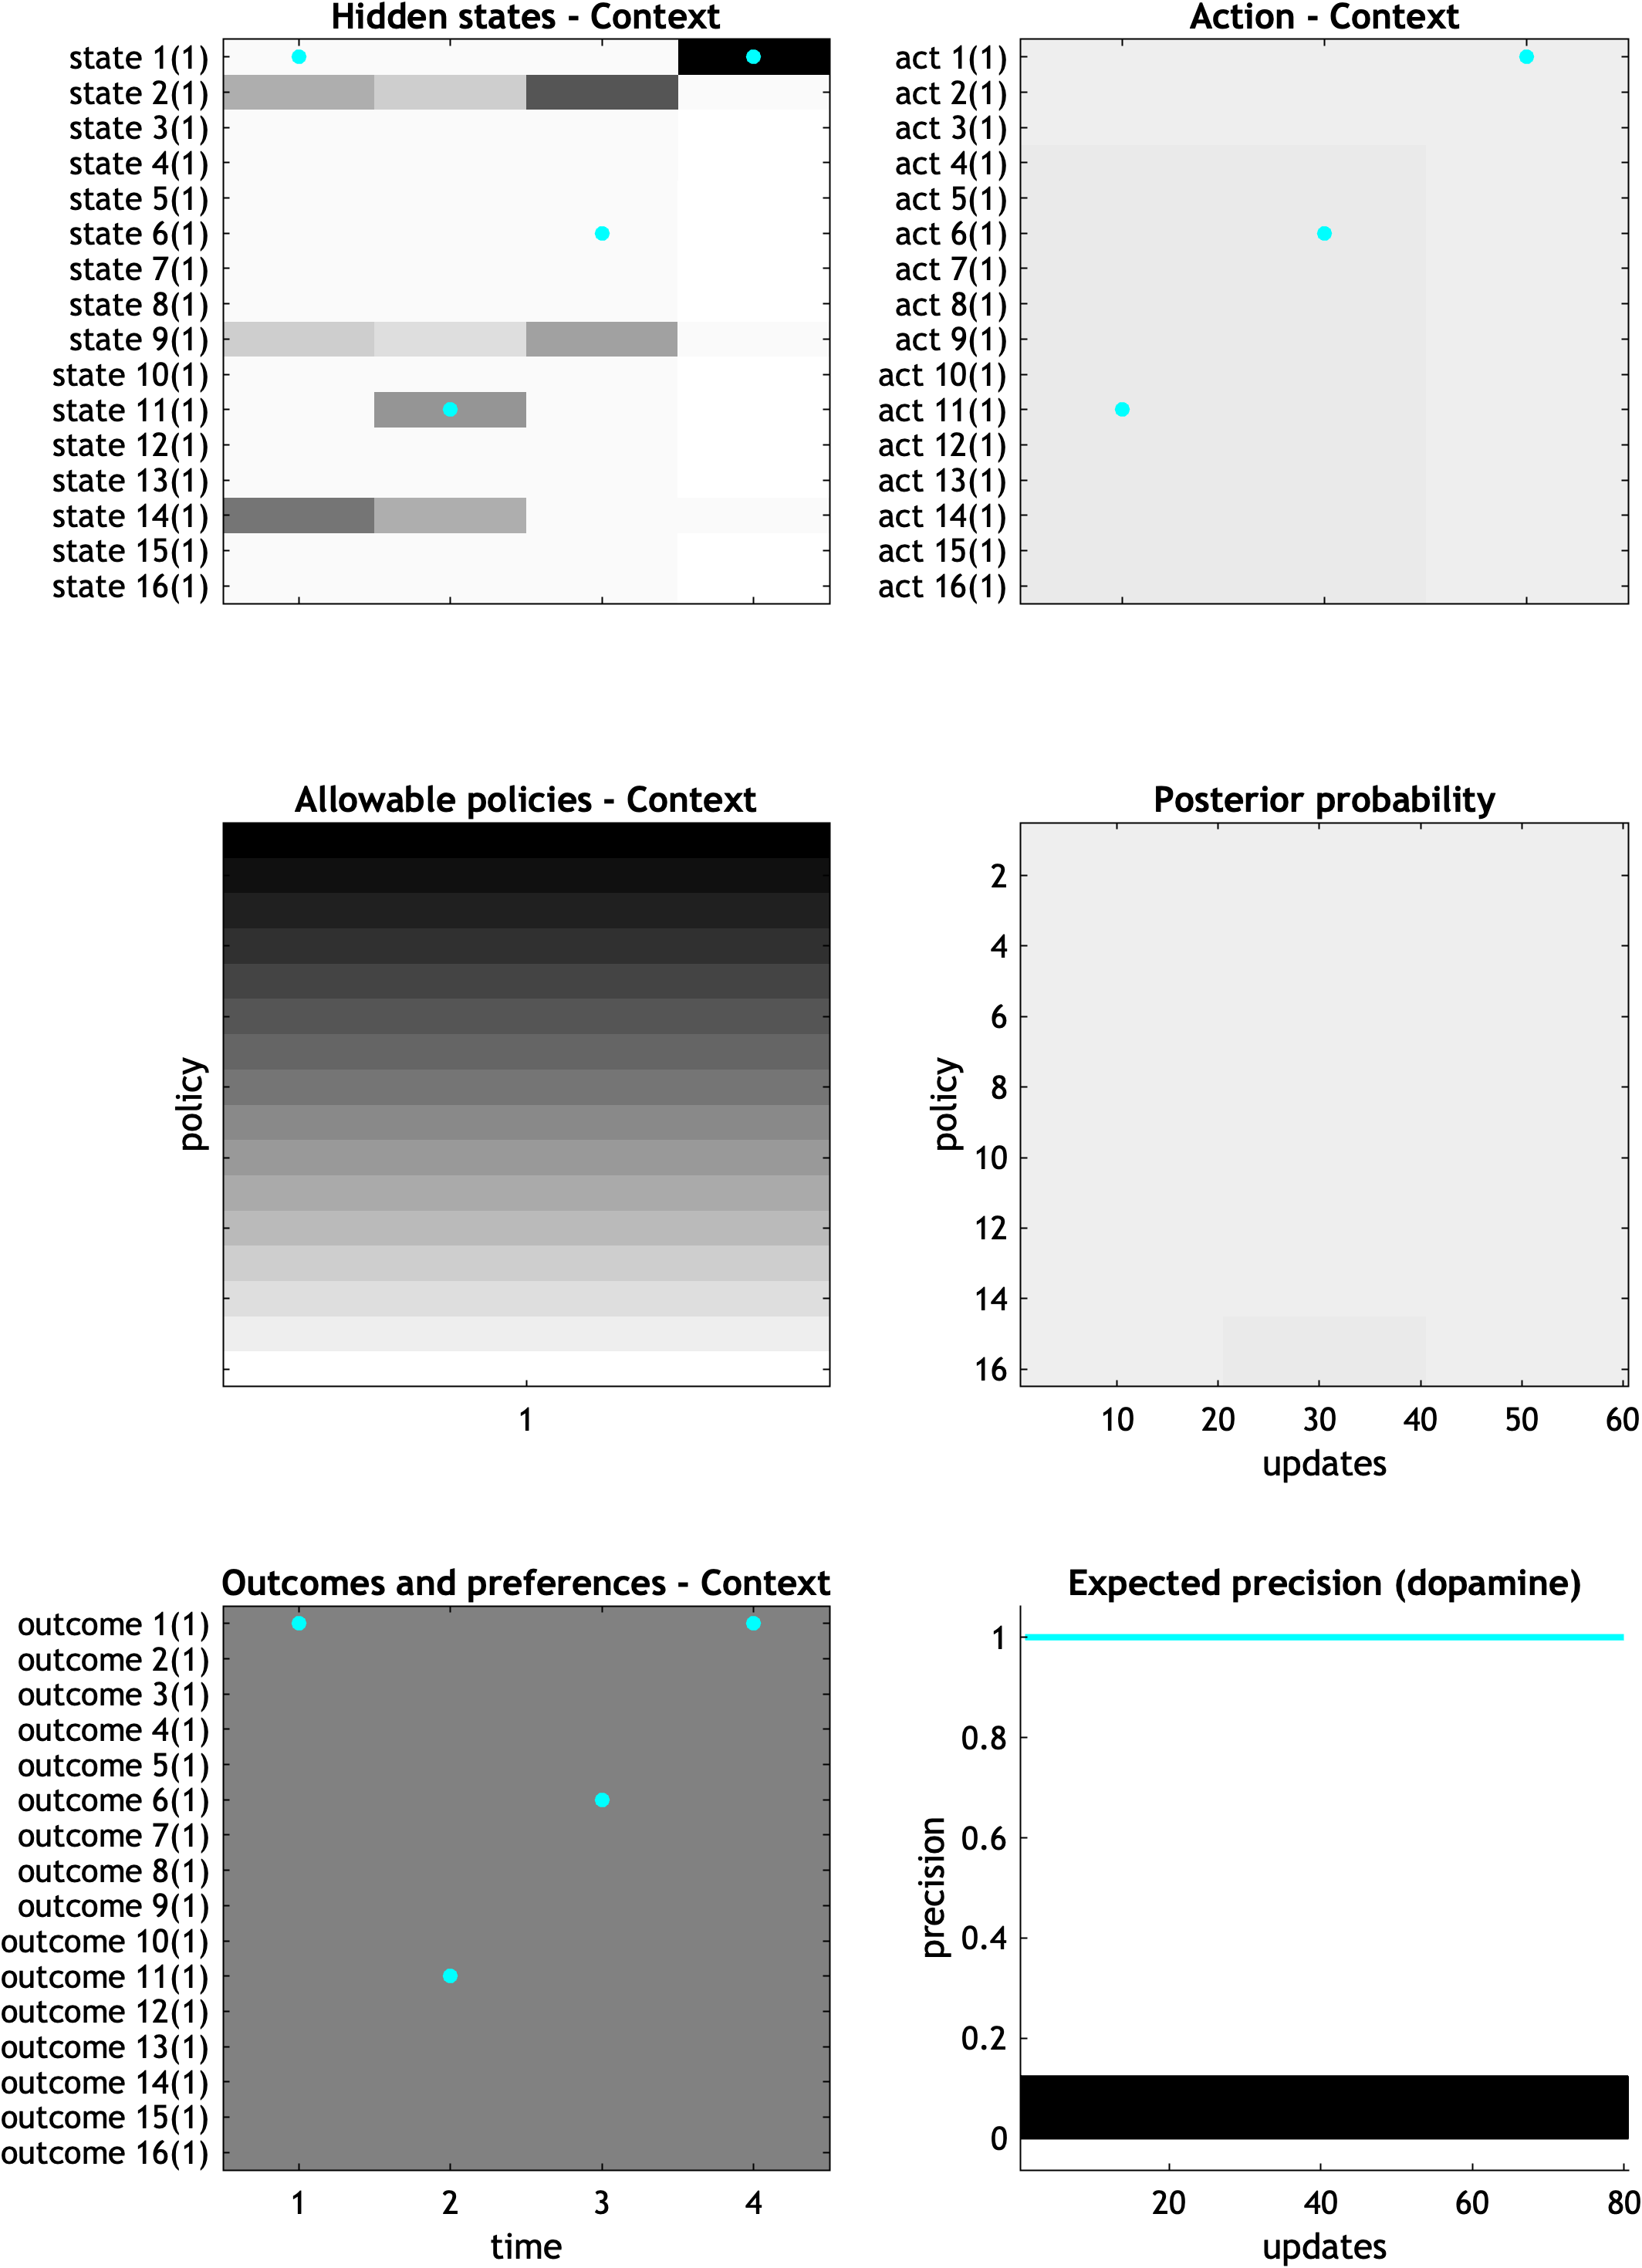 Hidden states - Context
state 1(1)
state 2(1)
state 3(1)
state 4(1)
state 5(1)
state 6(1)
state 7(1)
state 8(1)
state 9(1)
state 10(1)
state 11(1)
state 12(1)
state 13(1)
state 14(1)
state 15(1)
state 16(1)
Action - Context
act 1(1)
act 2(1)
act 3(1)
act 4(1)
act 5(1)
act 6(1)
act 7(1)
act 8(1)
act 9(1)
act 10(1)
act 11(1)
act 12(1)
act 13(1)
act 14(1)
act 15(1)
act 16(1)
Allowable policies - Context
policy
1
Posterior probability
policy
2
4
6
8
10
12
14
16
10 20 30 40 50 60
updates
Outcomes and preferences - Context
outcome 1(1)
outcome 2(1)
outcome 3(1)
outcome 4(1)
outcome 5(1)
outcome 6(1)
outcome 7(1)
outcome 8(1)
outcome 9(1)
outcome 10(1)
outcome 11(1)
outcome 12(1)
outcome 13(1)
outcome 14(1)
outcome 15(1)
outcome 16(1)
1 2 3 4
time
Expected precision (dopamine)
precision
1
0.8
0.6
0.4
0.2
0
20 40 60 80
updates